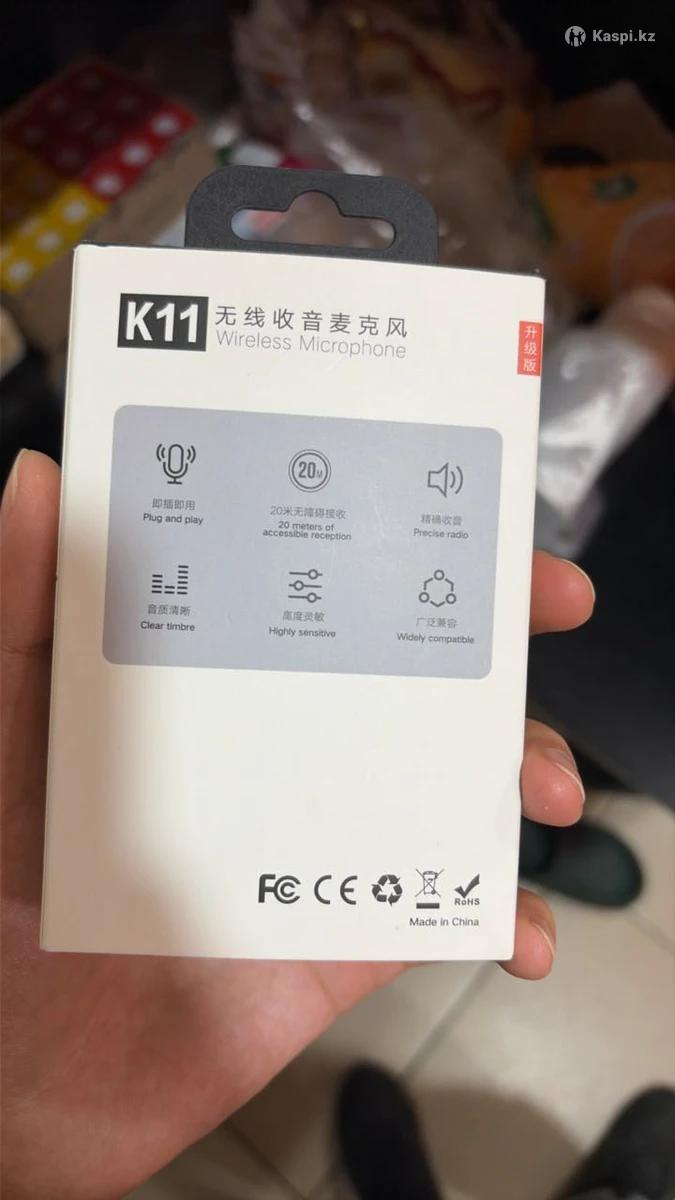 Kaspi.kz
K11 无线收音麦克风
Wireless Microphone
升级版
20M
即插即用
Plug and play
20米无障碍接收
20 meters of
accessible reception
精确收音
Precise radio
音质清晰
Clear timbre
高度灵敏
Highly sensitive
广泛兼容
Widely compatible
FC CE RoHS
Made in China